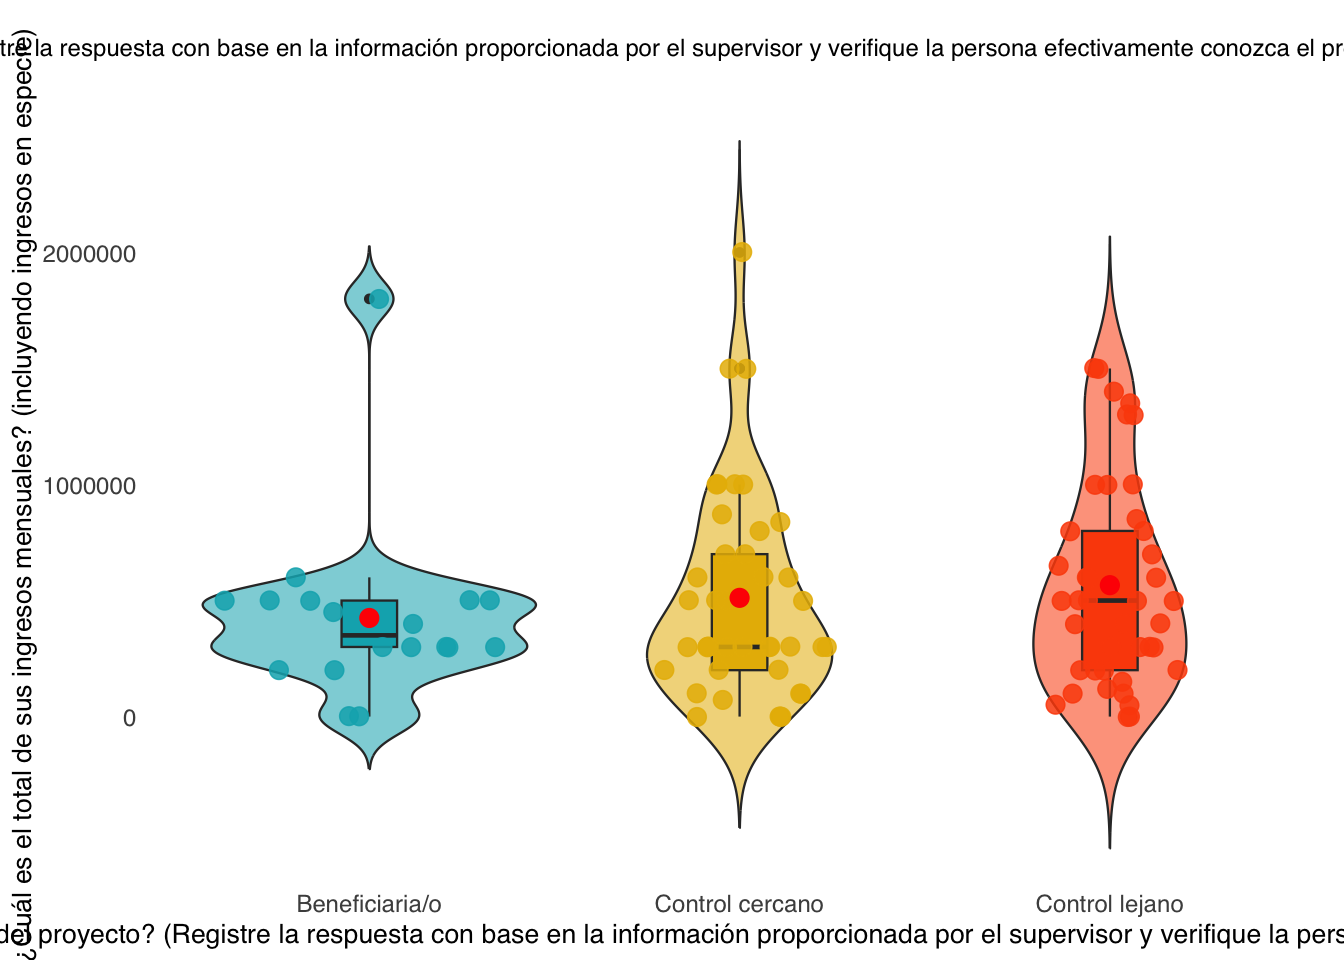 la respuesta con base en la información proporcionada por el supervisor y verifique la persona efectivamente conozca el
¿Cuál es el total de sus ingresos mensuales? (incluyendo ingresos en especie)
2000000
1000000
0
Beneficiaria/o Control cercano Control lejano
del proyecto? (Registre la respuesta con base en la información proporcionada por el supervisor y verifique la pers